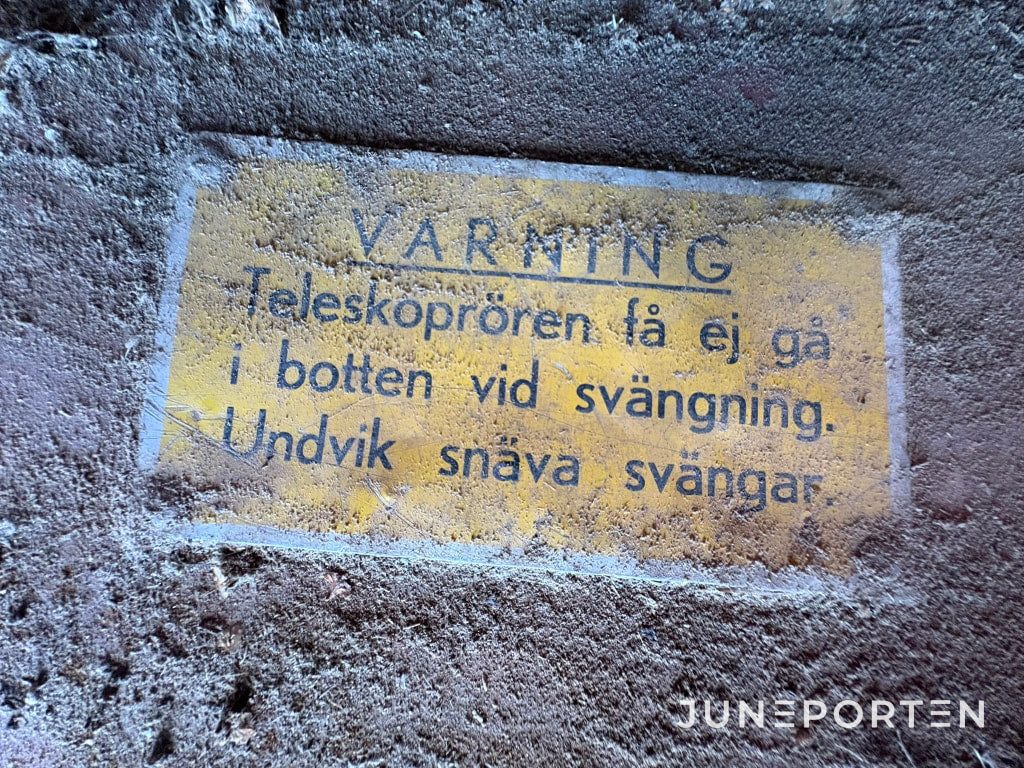 VARNING
Teleskoprören få ej gå
i botten vid svängning.
Undvik snäva svängar.
JUNEPORTEN